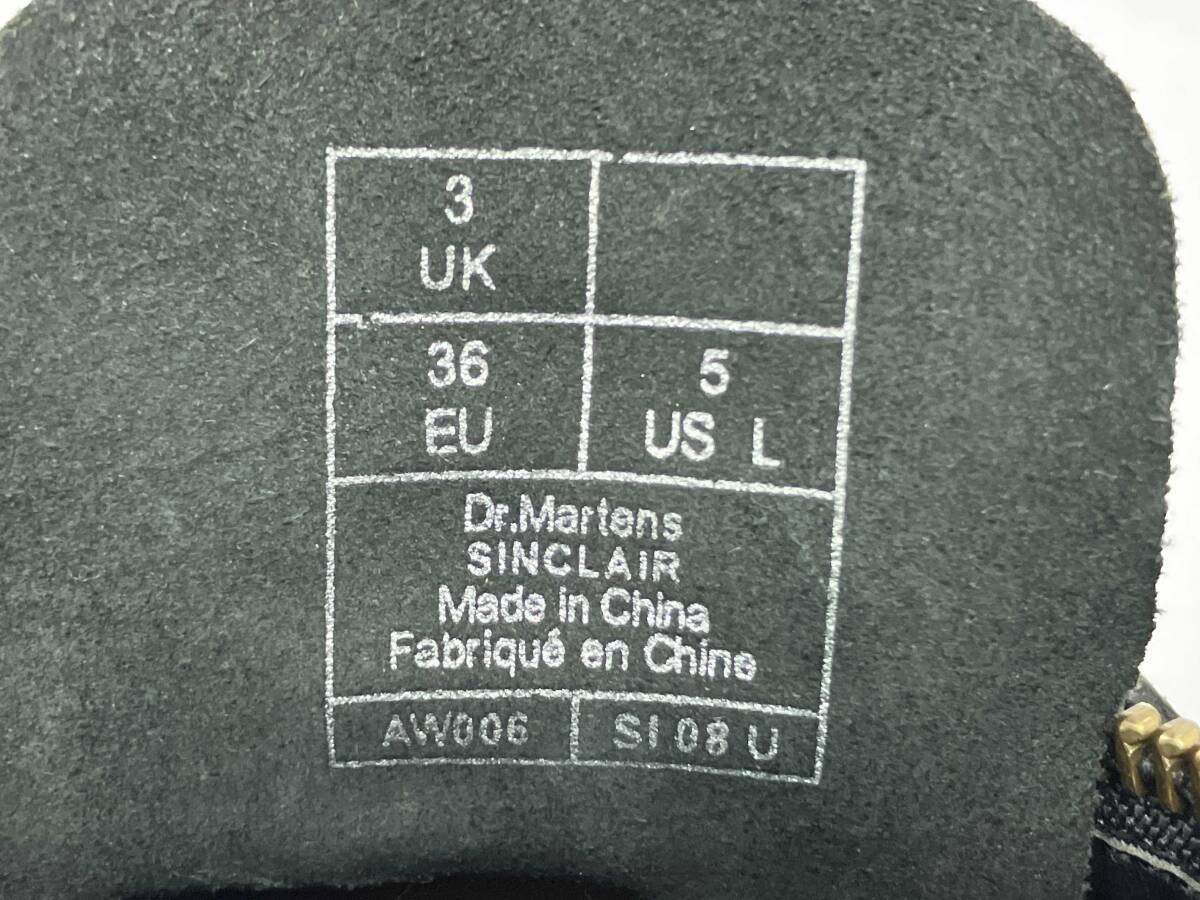 3
UK
36
EU
5
US L
Dr.Martens
SINCLAIR
Made in China
Fabriqué en Chine
AW006
SI 08 U